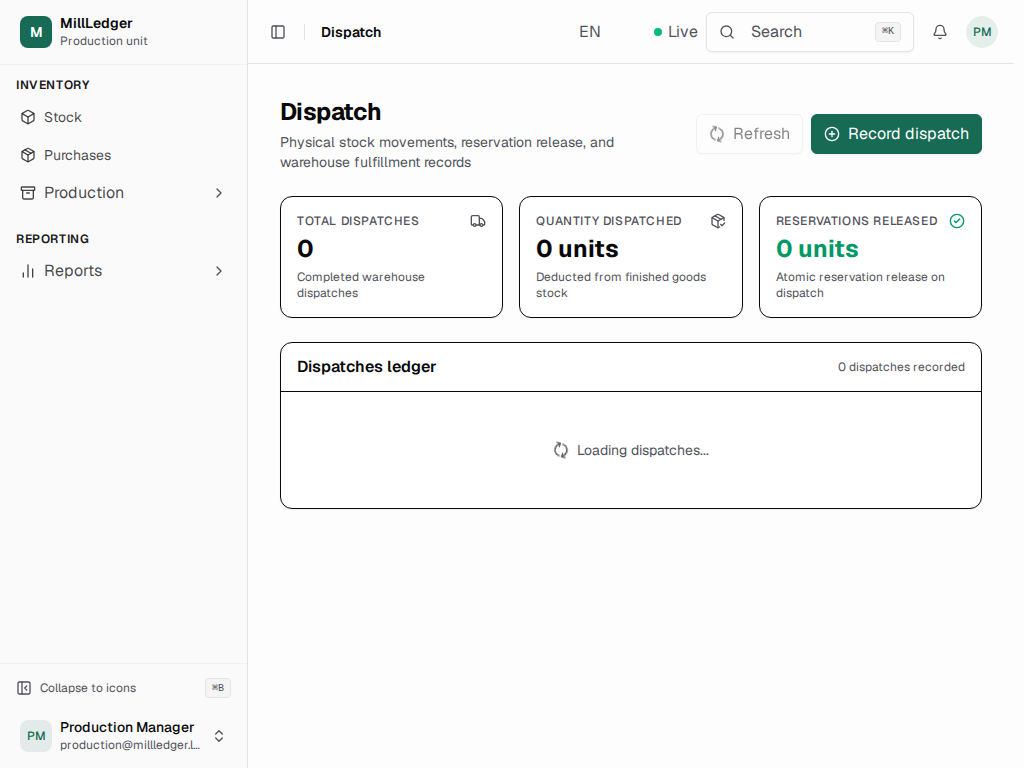 M
MillLedger
Production unit
INVENTORY
Stock
Purchases
Production
REPORTING
Reports
Collapse to icons
⌘B
PM
Production Manager
production@millledger.l...
Dispatch
EN
Live
Search
⌘K
PM
Dispatch
Physical stock movements, reservation release, and
warehouse fulfillment records
Refresh
Record dispatch
TOTAL DISPATCHES
0
Completed warehouse
dispatches
QUANTITY DISPATCHED
0 units
Deducted from finished goods
stock
RESERVATIONS RELEASED
0 units
Atomic reservation release on
dispatch
Dispatches ledger
0 dispatches recorded
Loading dispatches...